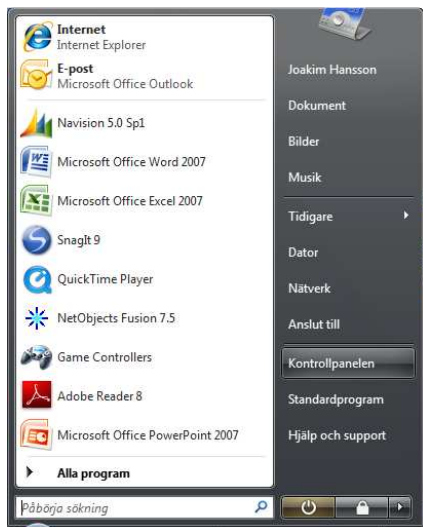 Internet
Internet Explorer
E-post
Microsoft Office Outlook
Navision 5.0 Sp1
Microsoft Office Word 2007
Microsoft Office Excel 2007
SnagIt 9
QuickTime Player
NetObjects Fusion 7.5
Game Controllers
Adobe Reader 8
Microsoft Office PowerPoint 2007
Alla program
Påbörja sökning
Joakim Hansson
Dokument
Bilder
Musik
Tidigare
Dator
Nätverk
Anslut till
Kontrollpanelen
Standardprogram
Hjälp och support